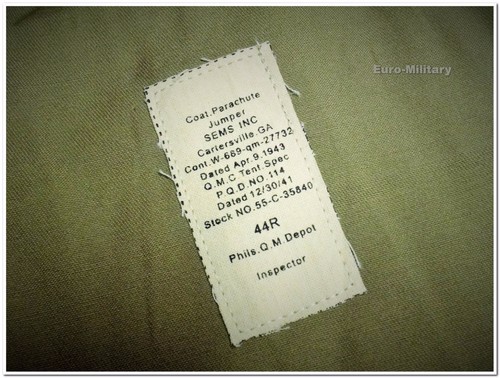 Euro-Military
Coat,Parachute
Jumper
SEMS INC
Cartersville.GA
Cont.W-669-qm-27732
Dated Apr.9.1943
Q.M.C Tent.Spec
P Q.D.NO.114
Dated 12/30/41
Stock NO.55-C-35840
44R
Phils.Q.M.Depot
Inspector